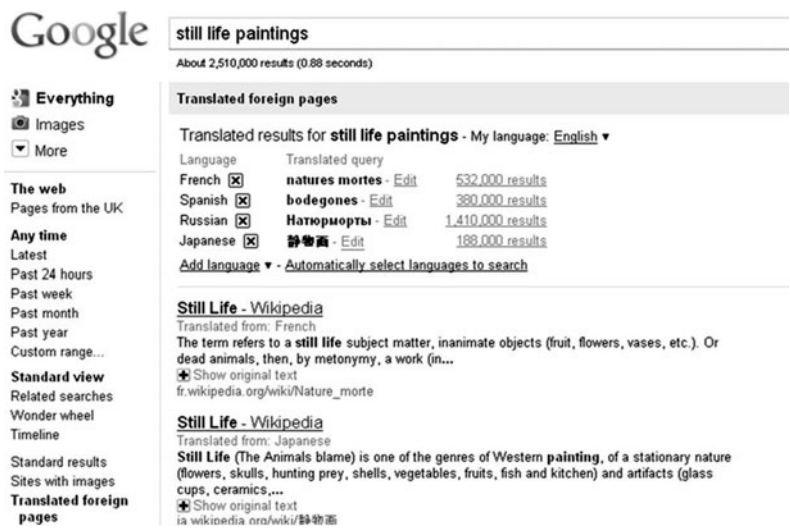 Google
still life paintings
About 2,510,000 results (0.88 seconds)
Everything
Images
More
The web
Pages from the UK
Any time
Latest
Past 24 hours
Past week
Past month
Past year
Custom range...
Standard view
Related searches
Wonder wheel
Timeline
Standard results
Sites with images
Translated foreign
pages
Translated foreign pages
Translated results for still life paintings - My language: English ▼
Language Translated query
French natures mortes - Edit 532,000 results
Spanish bodegones - Edit 380,000 results
Russian Натюрморты - Edit 1,410,000 results
Japanese 静物画 - Edit 188,000 results
Add language ▼ - Automatically select languages to search
Still Life - Wikipedia
Translated from: French
The term refers to a still life subject matter, inanimate objects (fruit, flowers, vases, etc.). Or
dead animals, then, by metonymy, a work (in...
Show original text
fr.wikipedia.org/wiki/Nature_morte
Still Life - Wikipedia
Translated from: Japanese
Still Life (The Animals blame) is one of the genres of Western painting, of a stationary nature
(flowers, skulls, hunting prey, shells, vegetables, fruits, fish and kitchen) and artifacts (glass
cups, ceramics,...
Show original text
ja.wikipedia.org/wiki/静物画